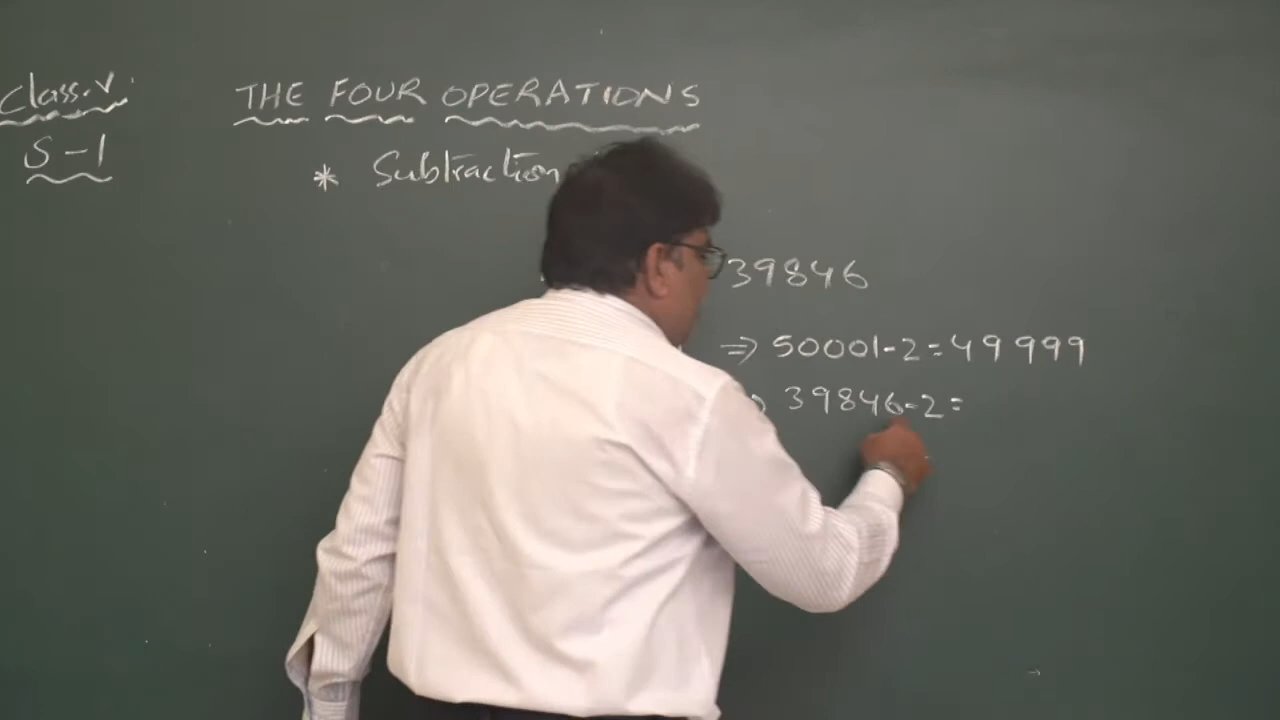 Class.V.
THE FOUR OPERATIONS
S-1
* Subtraction
39846
⇒ 50001-2=49999
39846-2=